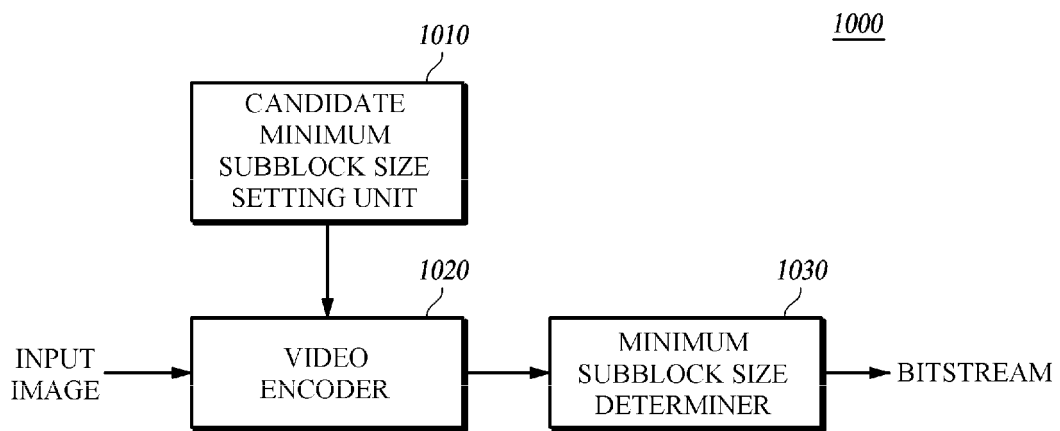 1000
1010
CANDIDATE
MINIMUM
SUBBLOCK SIZE
SETTING UNIT
1020
1030
INPUT
IMAGE
VIDEO
ENCODER
MINIMUM
SUBBLOCK SIZE
DETERMINER
BITSTREAM